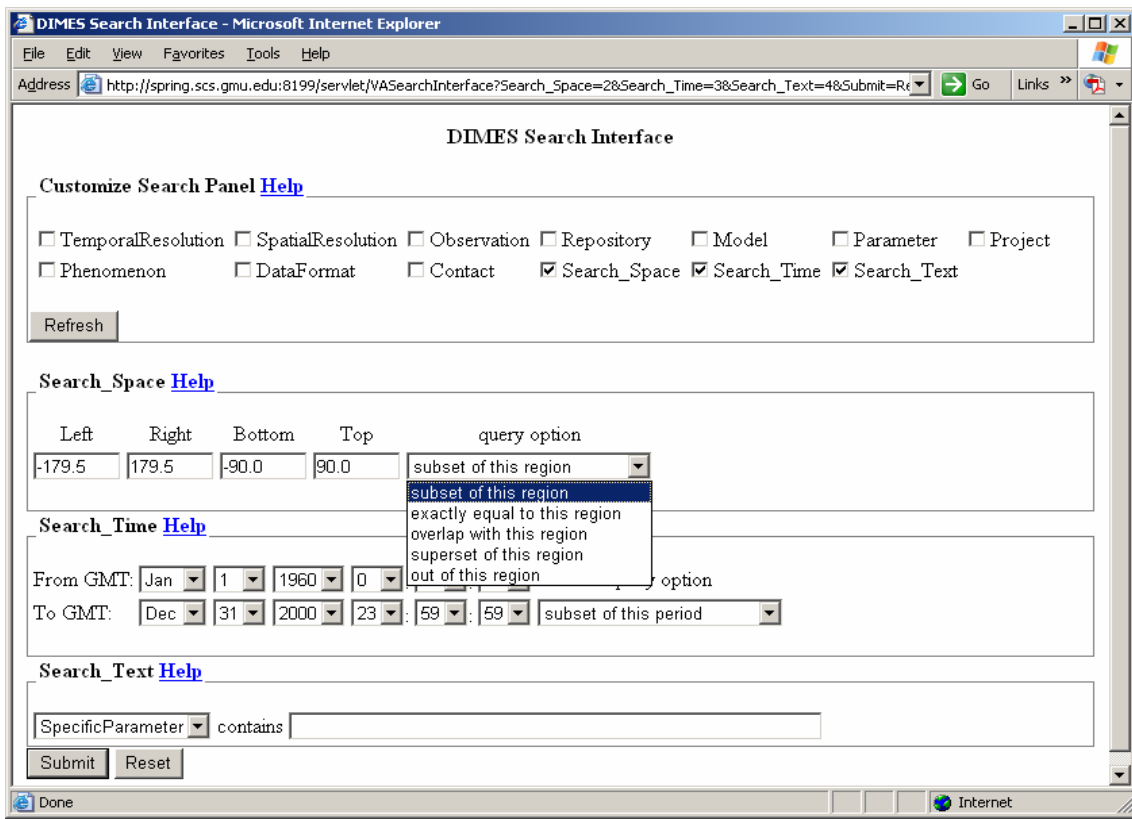 DIMES Search Interface - Microsoft Internet Explorer
File Edit View Favorites Tools Help
Address http://spring.scs.gmu.edu:8199/servlet/VASearchInterface?Search_Space=2&Search_Time=3&Search_Text=4&Submit=Re Go Links »
DIMES Search Interface
Customize Search Panel Help
TemporalResolution SpatialResolution Observation Repository Model Parameter Project
Phenomenon DataFormat Contact Search_Space Search_Time Search_Text
Refresh
Search_Space Help
Left Right Bottom Top query option
-179.5 179.5 -90.0 90.0 subset of this region
subset of this region
exactly equal to this region
overlap with this region
superset of this region
out of this region
Search_Time Help
From GMT: Jan 1 1960 0 option
To GMT: Dec 31 2000 23 : 59 : 59 subset of this period
Search_Text Help
SpecificParameter contains
Submit Reset
Done Internet